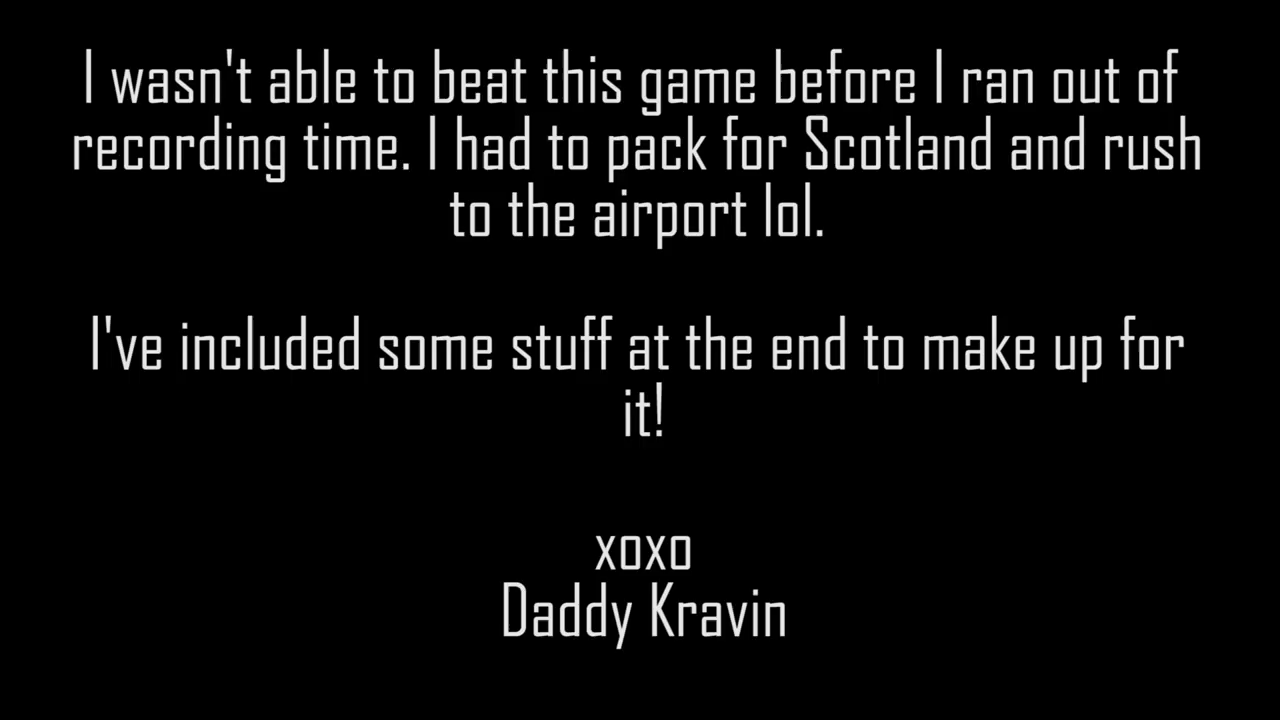 I wasn't able to beat this game before I ran out of
recording time. I had to pack for Scotland and rush
to the airport lol.
I've included some stuff at the end to make up for
it!
xoxo
Daddy Kravin